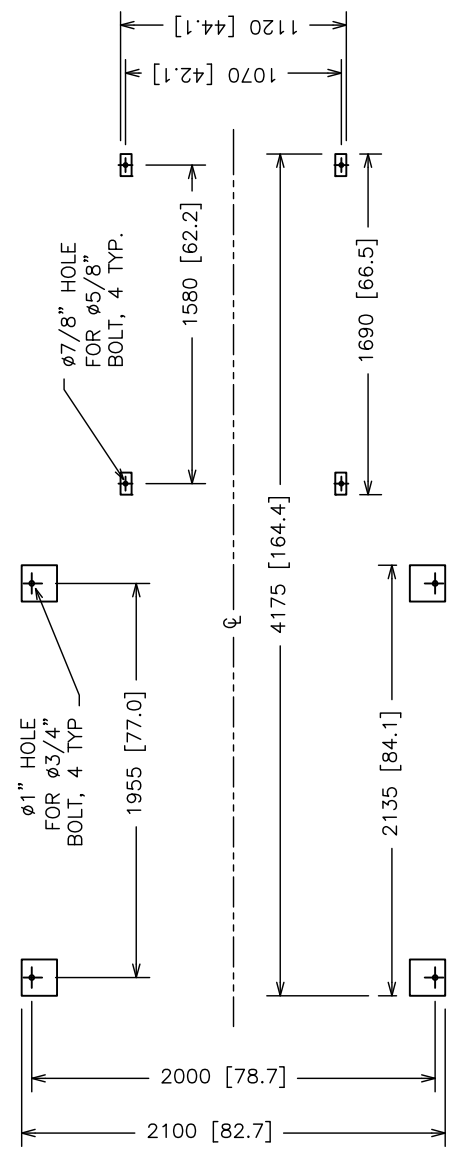 1120 [44.1]
1070 [42.1]
1580 [62.2]
1690 [66.5]
ø7/8" HOLE
FOR ø5/8"
BOLT, 4 TYP.
4175 [164.4]
℄
ø1" HOLE
FOR ø3/4"
BOLT, 4 TYP
1955 [77.0]
2135 [84.1]
2000 [78.7]
2100 [82.7]